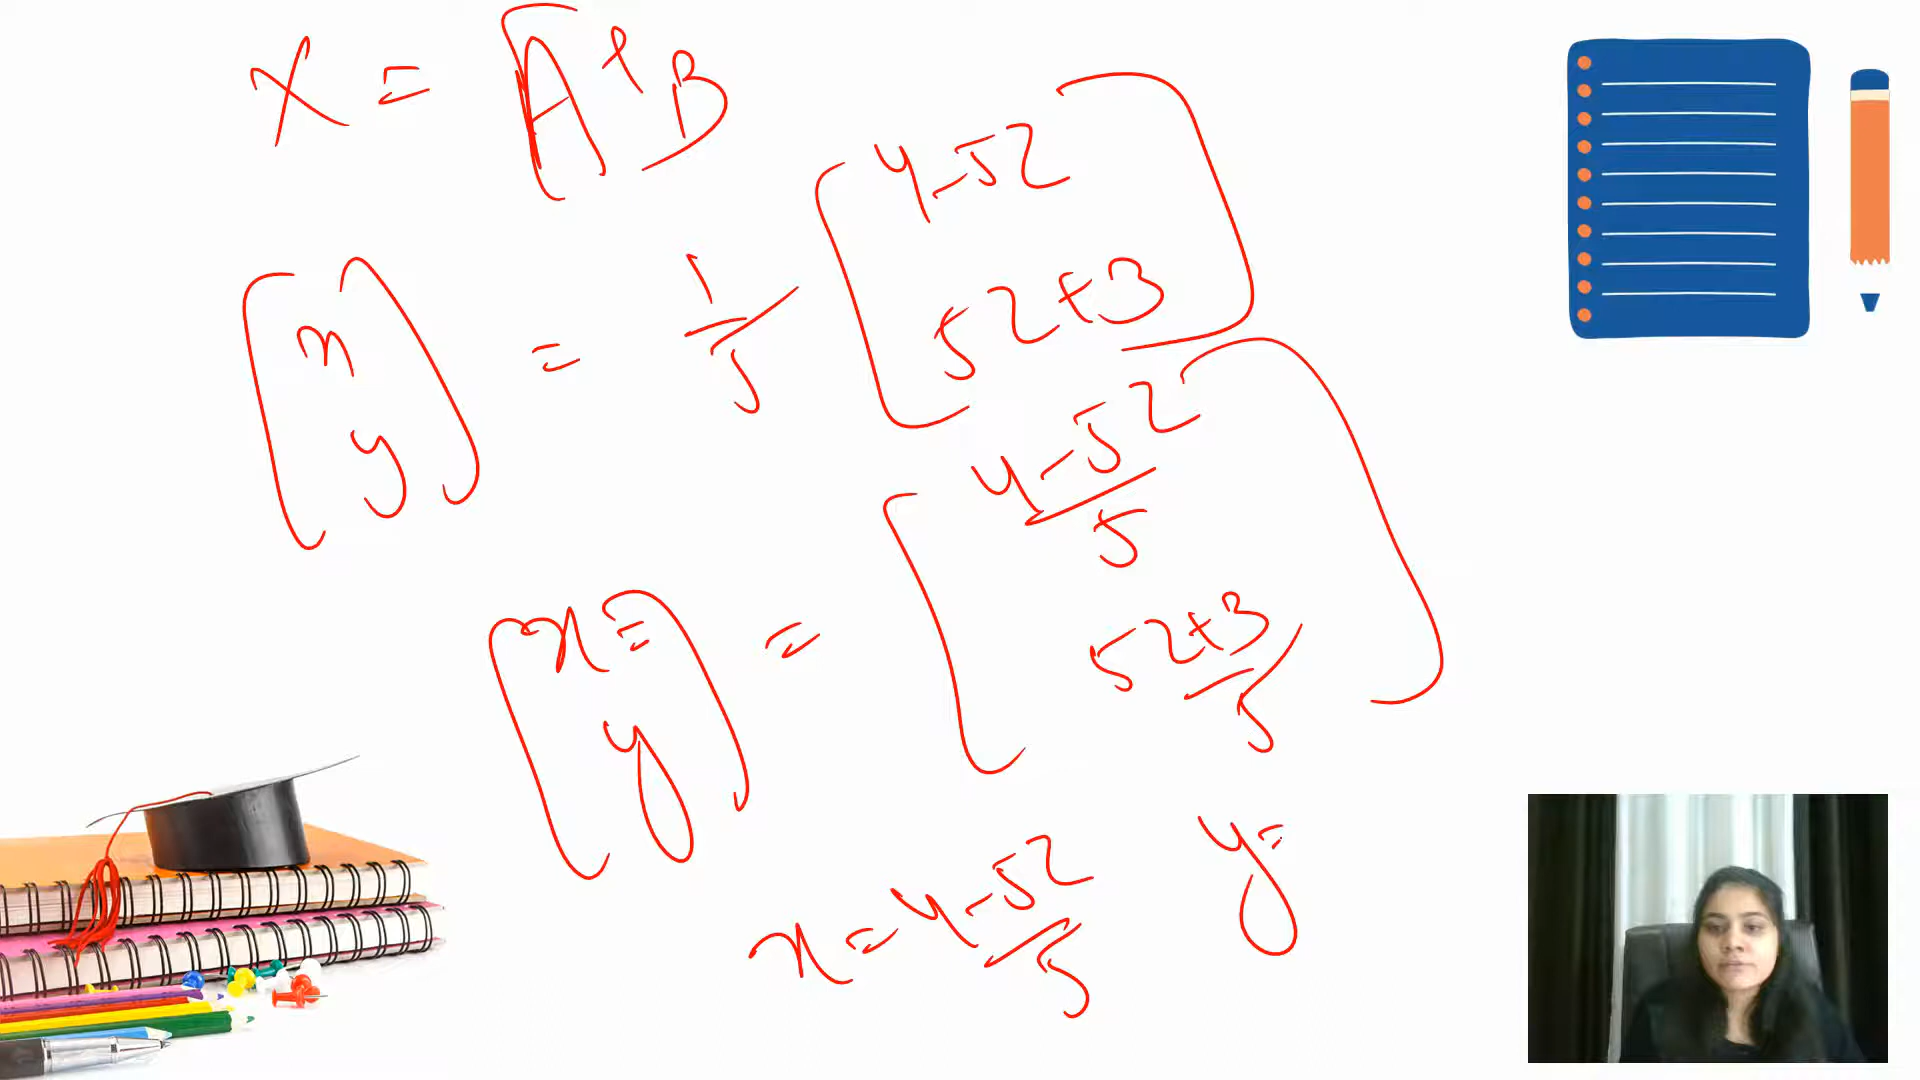 X = A⁻¹B
[x y] = 1/5 [4-5z 5z+3]
[x= y] = [4-5z/5 5z+3/5]
x = 4-5z/5 y=